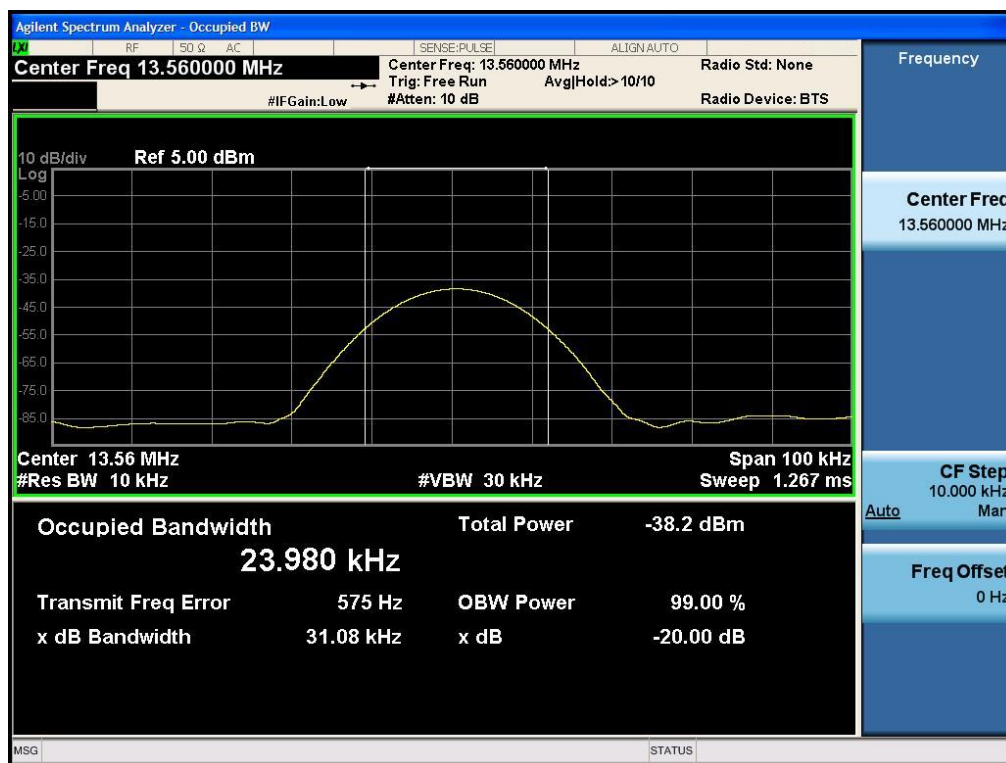 Agilent Spectrum Analyzer - Occupied BW
LXI RF 50 Ω AC SENSE:PULSE ALIGN AUTO
Center Freq 13.560000 MHz
Center Freq: 13.560000 MHz Radio Std: None
Trig: Free Run Avg|Hold:> 10/10
#IFGain:Low #Atten: 10 dB Radio Device: BTS
10 dB/div Ref 5.00 dBm
Log
-5.00
-15.0
-25.0
-35.0
-45.0
-55.0
-65.0
-75.0
-85.0
Center 13.56 MHz Span 100 kHz
#Res BW 10 kHz #VBW 30 kHz Sweep 1.267 ms
Occupied Bandwidth Total Power -38.2 dBm
23.980 kHz
Transmit Freq Error 575 Hz OBW Power 99.00 %
x dB Bandwidth 31.08 kHz x dB -20.00 dB
MSG STATUS
Frequency
Center Freq
13.560000 MHz
CF Step
10.000 kHz
Auto Man
Freq Offset
0 Hz